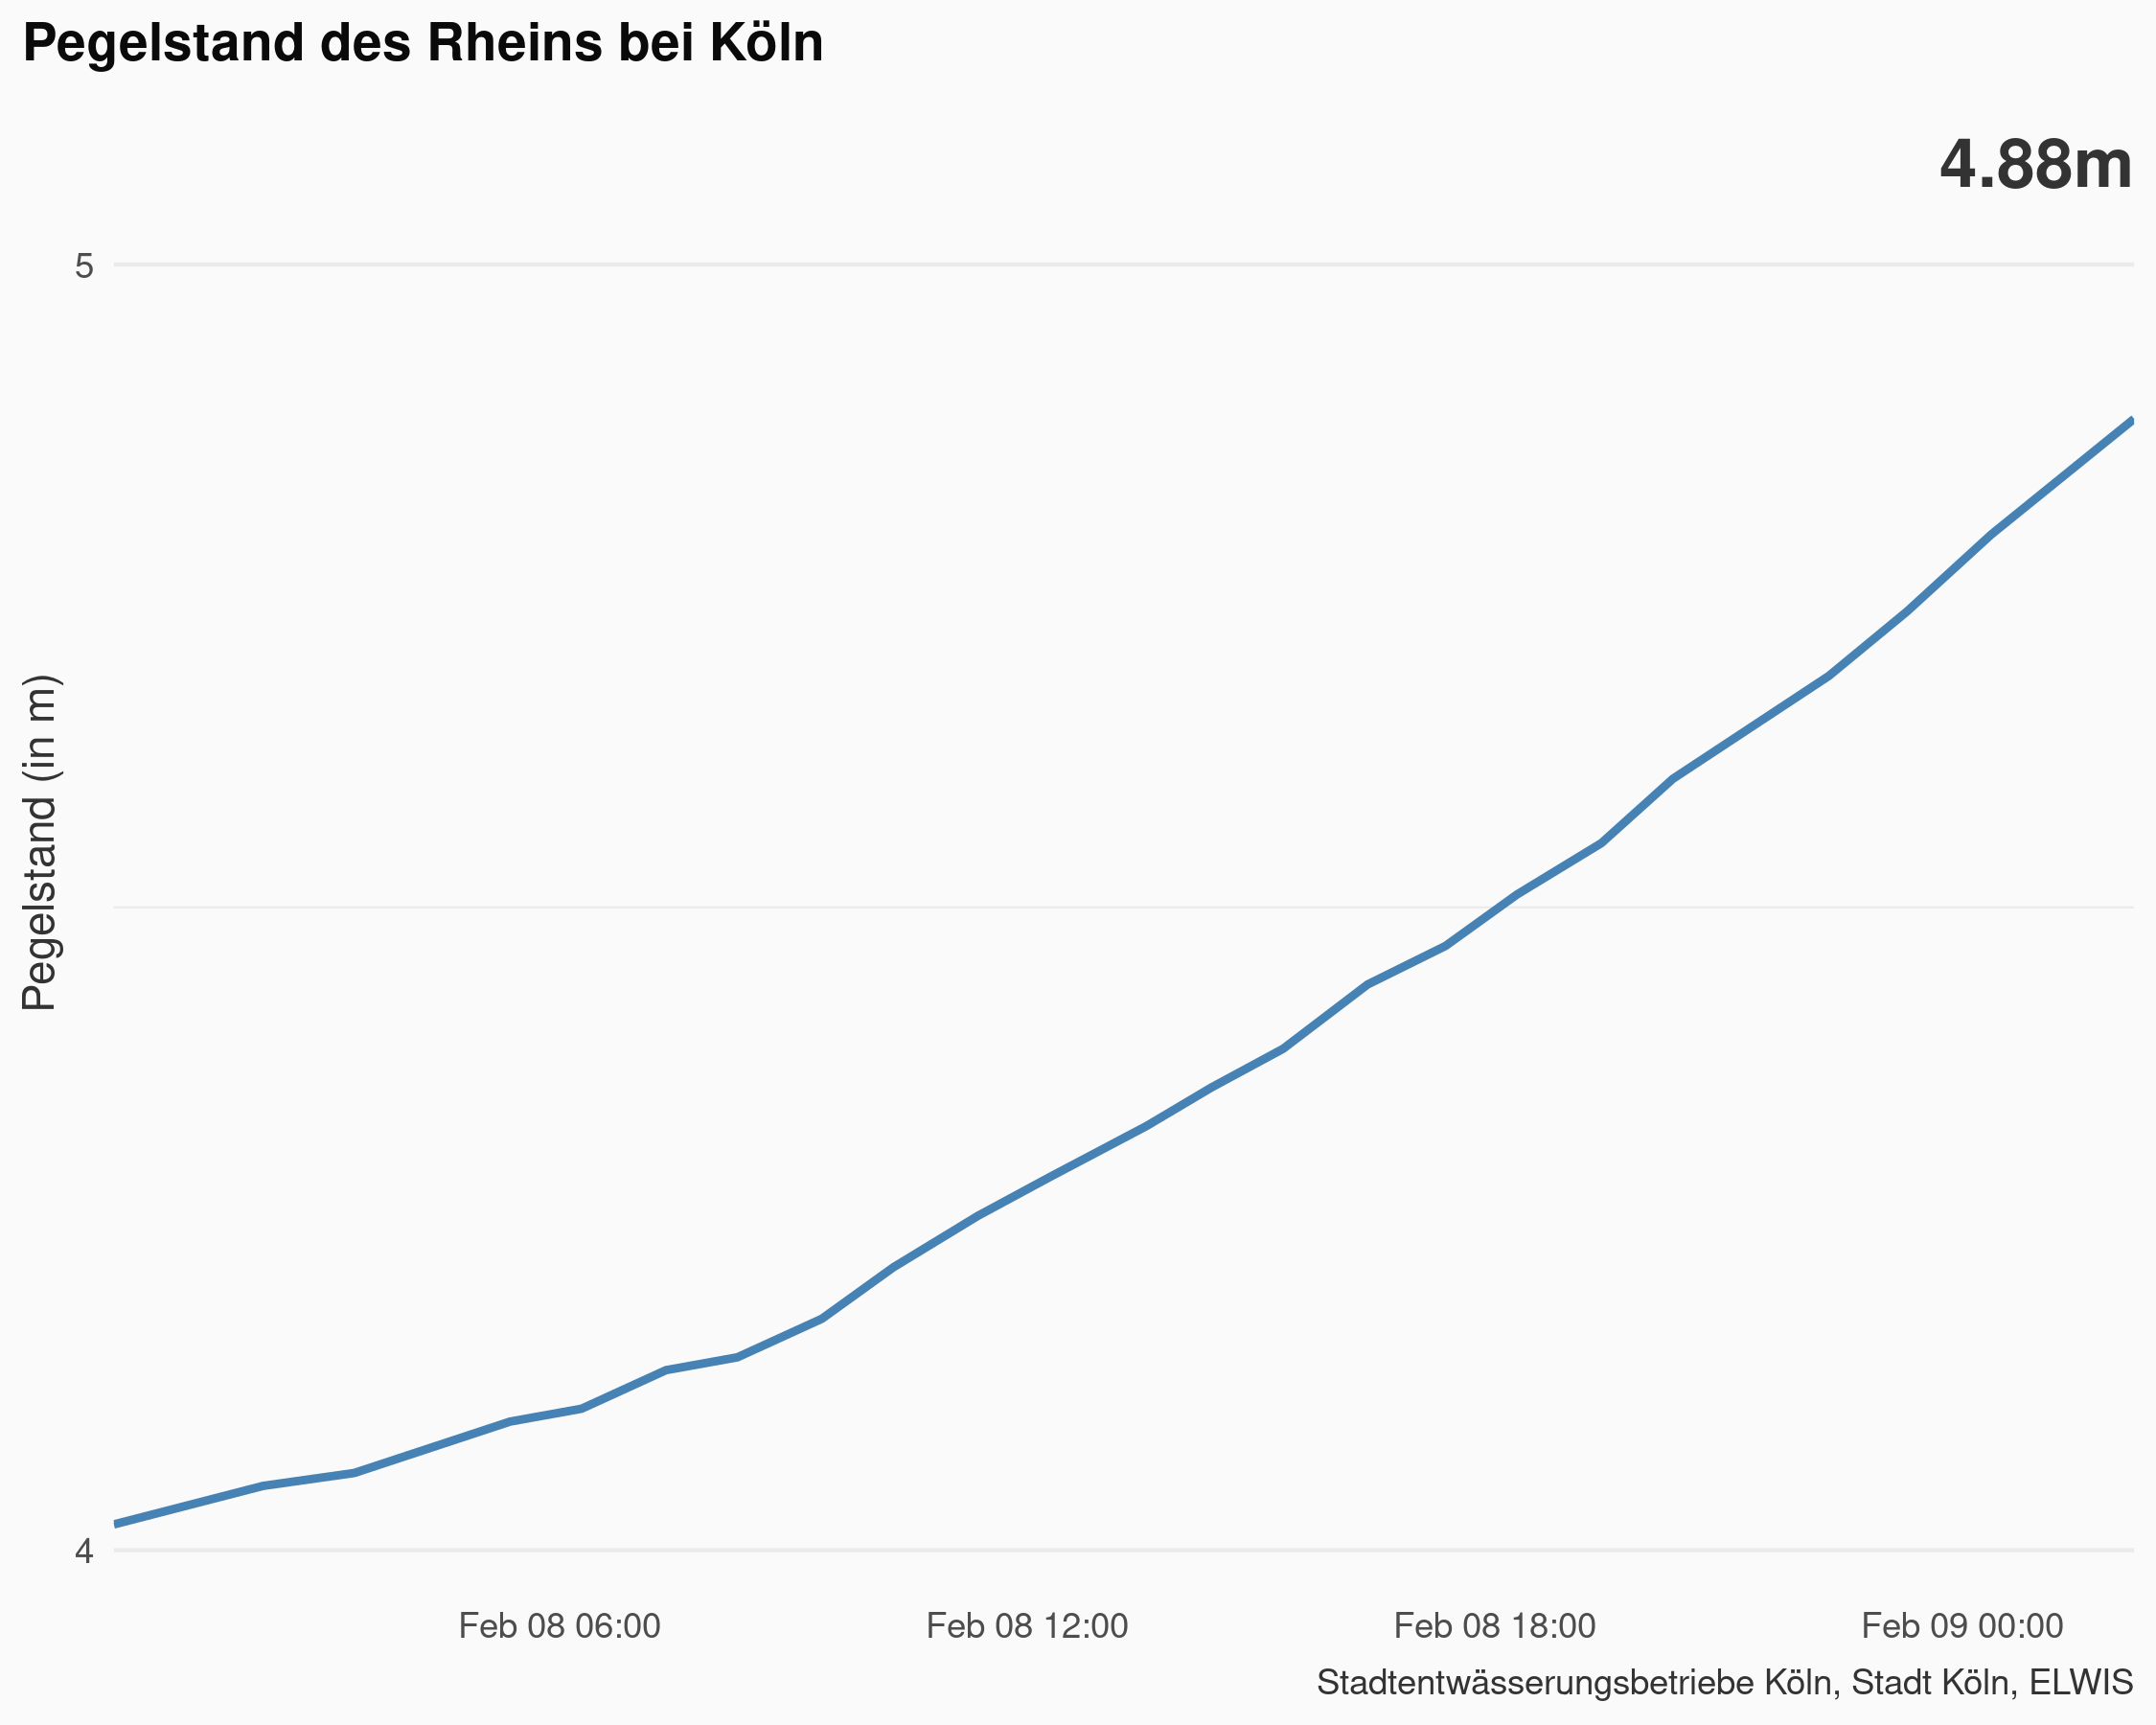 Pegelstand des Rheins bei Köln
4.88m
5
Pegelstand (in m)
4
Feb 08 06:00
Feb 08 12:00
Feb 08 18:00
Feb 09 00:00
Stadtentwässerungsbetriebe Köln, Stadt Köln, ELWIS